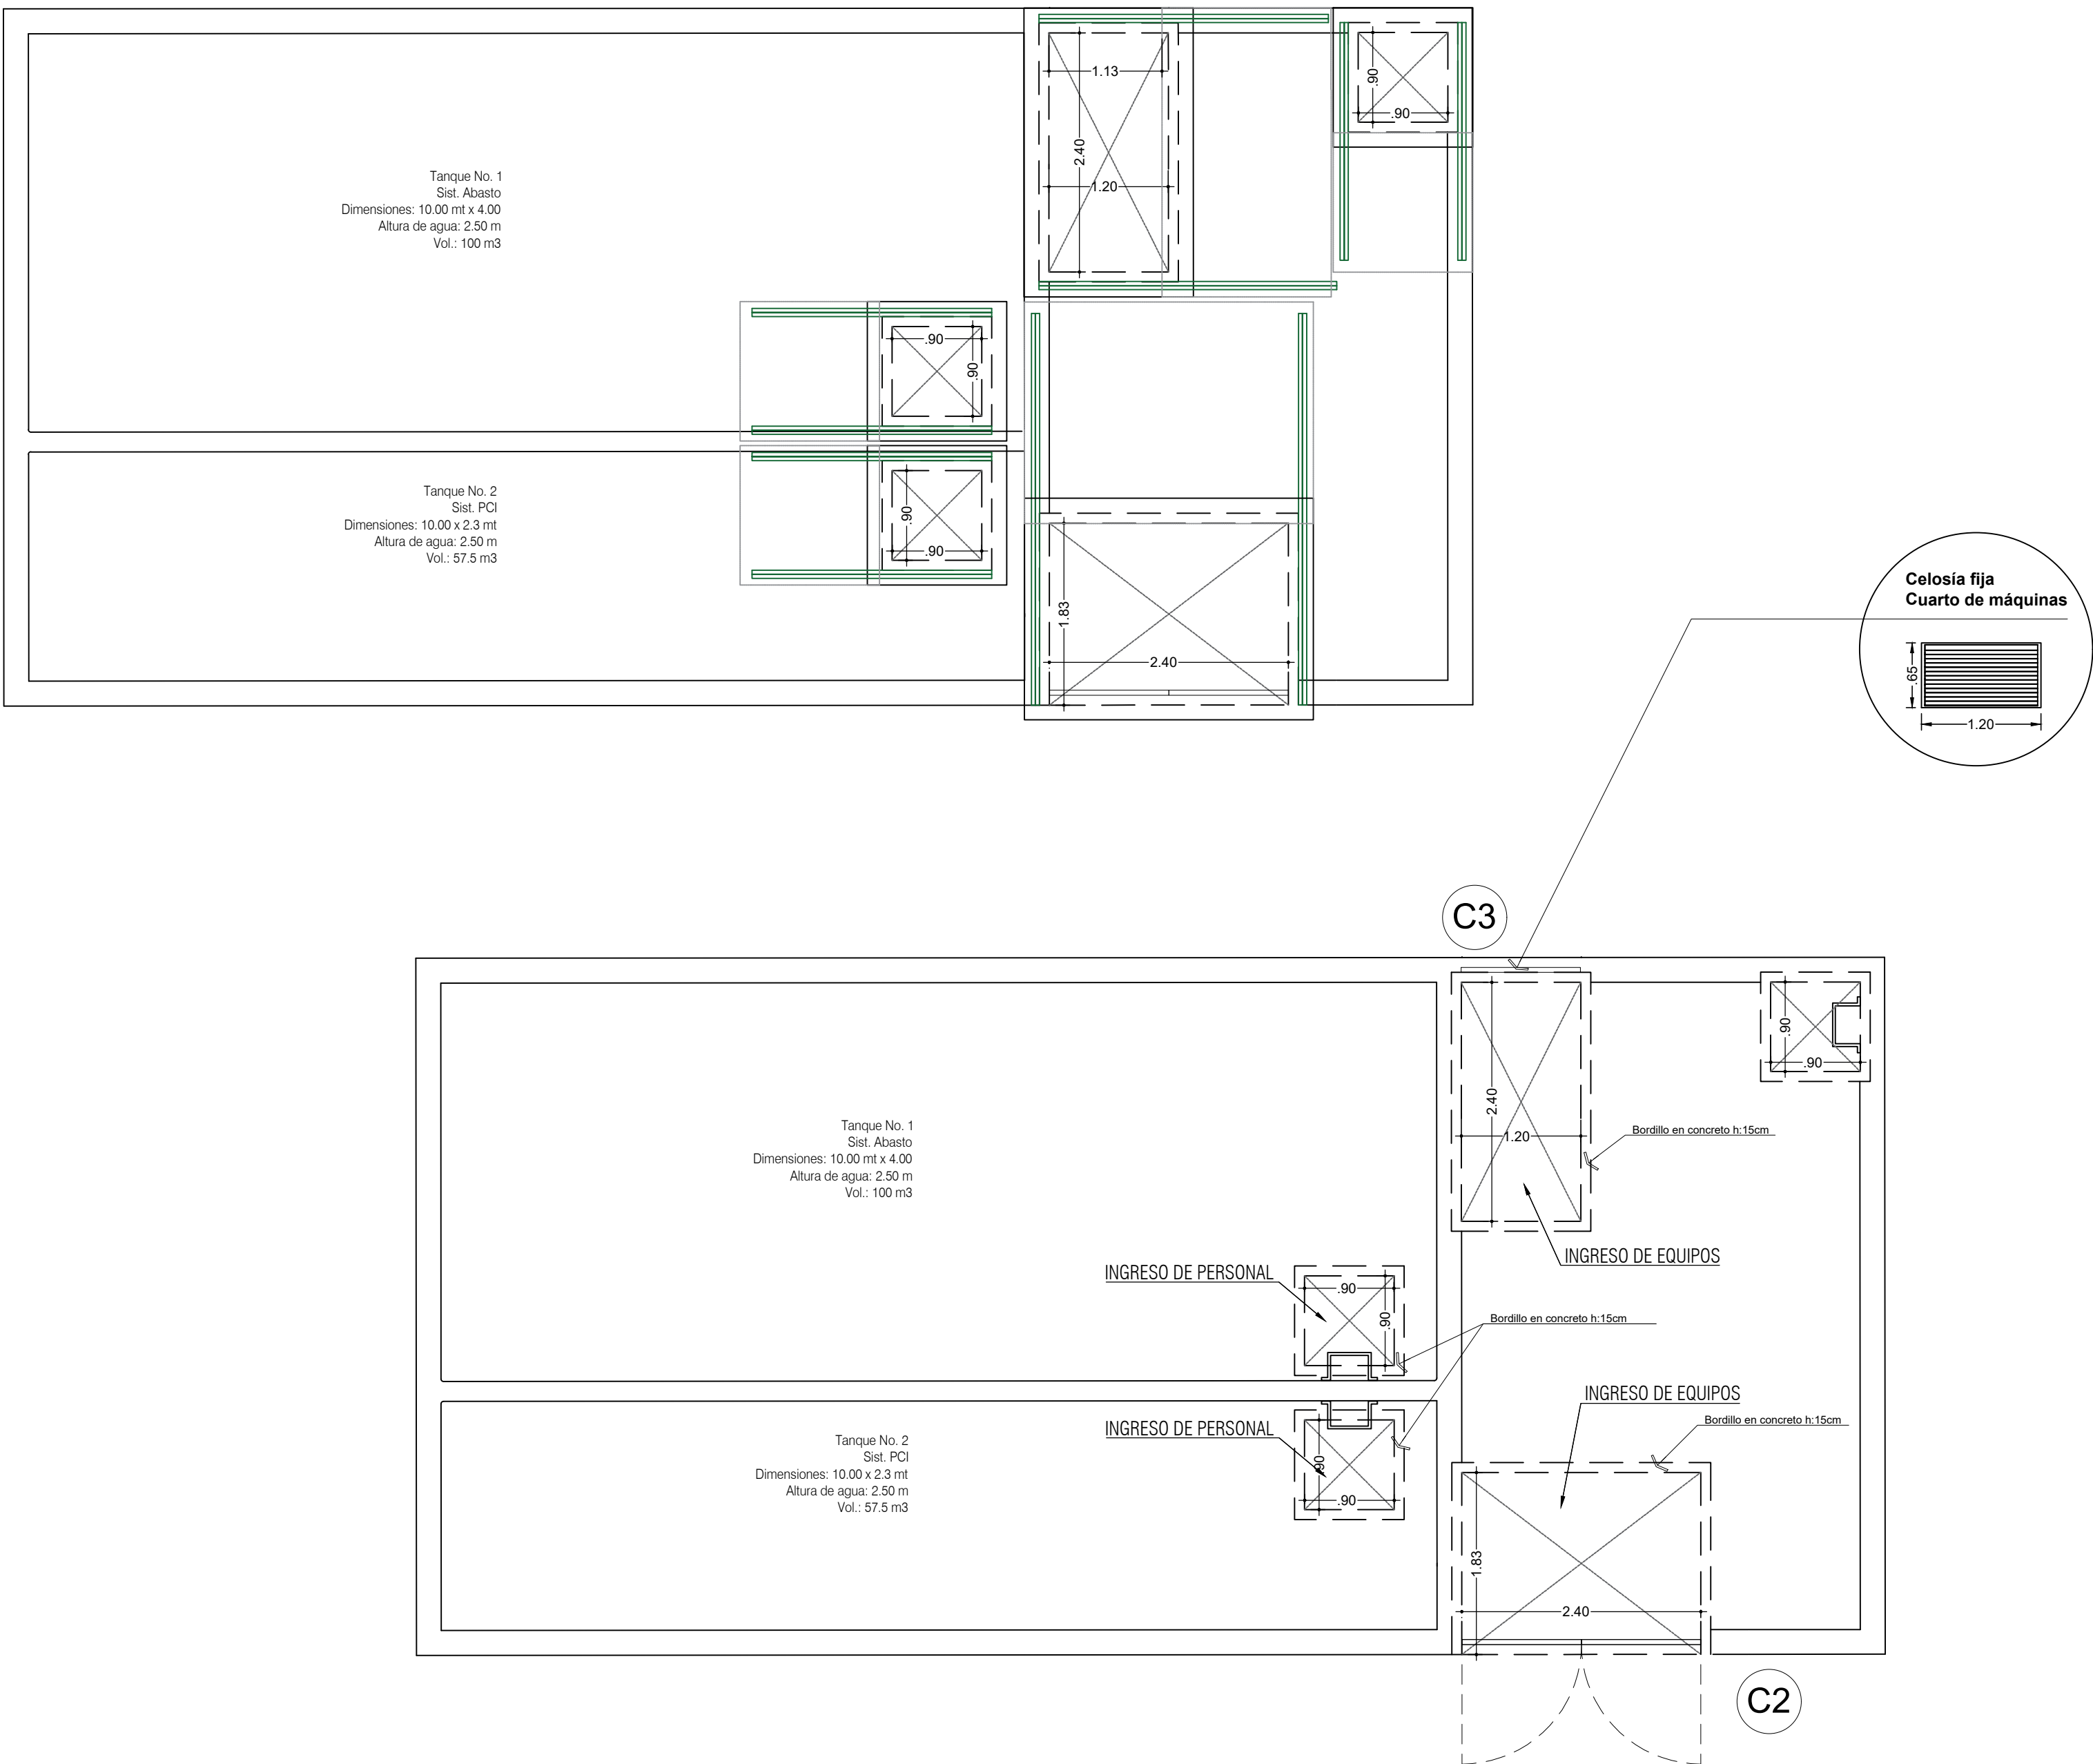 1.13
2.40
1.20
.90
.90
Tanque No. 1
Sist. Abasto
Dimensiones: 10.00 mt x 4.00
Altura de agua: 2.50 m
Vol.: 100 m3
.90
.90
Tanque No. 2
Sist. PCI
Dimensiones: 10.00 x 2.3 mt
Altura de agua: 2.50 m
Vol.: 57.5 m3
.90
.90
1.83
2.40
Celosía fija
Cuarto de máquinas
.65
1.20
C3
2.40
1.20
.90
.90
Bordillo en concreto h:15cm
Tanque No. 1
Sist. Abasto
Dimensiones: 10.00 mt x 4.00
Altura de agua: 2.50 m
Vol.: 100 m3
INGRESO DE EQUIPOS
INGRESO DE PERSONAL
.90
.90
Bordillo en concreto h:15cm
INGRESO DE EQUIPOS
Bordillo en concreto h:15cm
INGRESO DE PERSONAL
Tanque No. 2
Sist. PCI
Dimensiones: 10.00 x 2.3 mt
Altura de agua: 2.50 m
Vol.: 57.5 m3
.90
.90
1.83
2.40
C2